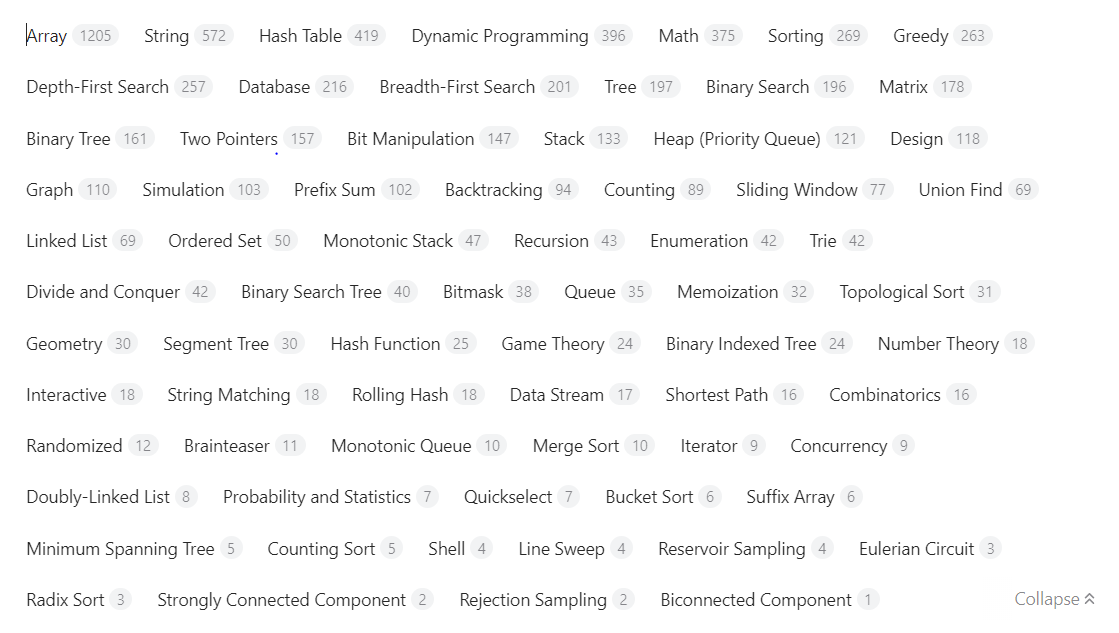 Array 1205 String 572 Hash Table 419 Dynamic Programming 396 Math 375 Sorting 269 Greedy 263
Depth-First Search 257 Database 216 Breadth-First Search 201 Tree 197 Binary Search 196 Matrix 178
Binary Tree 161 Two Pointers 157 Bit Manipulation 147 Stack 133 Heap (Priority Queue) 121 Design 118
Graph 110 Simulation 103 Prefix Sum 102 Backtracking 94 Counting 89 Sliding Window 77 Union Find 69
Linked List 69 Ordered Set 50 Monotonic Stack 47 Recursion 43 Enumeration 42 Trie 42
Divide and Conquer 42 Binary Search Tree 40 Bitmask 38 Queue 35 Memoization 32 Topological Sort 31
Geometry 30 Segment Tree 30 Hash Function 25 Game Theory 24 Binary Indexed Tree 24 Number Theory 18
Interactive 18 String Matching 18 Rolling Hash 18 Data Stream 17 Shortest Path 16 Combinatorics 16
Randomized 12 Brainteaser 11 Monotonic Queue 10 Merge Sort 10 Iterator 9 Concurrency 9
Doubly-Linked List 8 Probability and Statistics 7 Quickselect 7 Bucket Sort 6 Suffix Array 6
Minimum Spanning Tree 5 Counting Sort 5 Shell 4 Line Sweep 4 Reservoir Sampling 4 Eulerian Circuit 3
Radix Sort 3 Strongly Connected Component 2 Rejection Sampling 2 Biconnected Component 1 Collapse